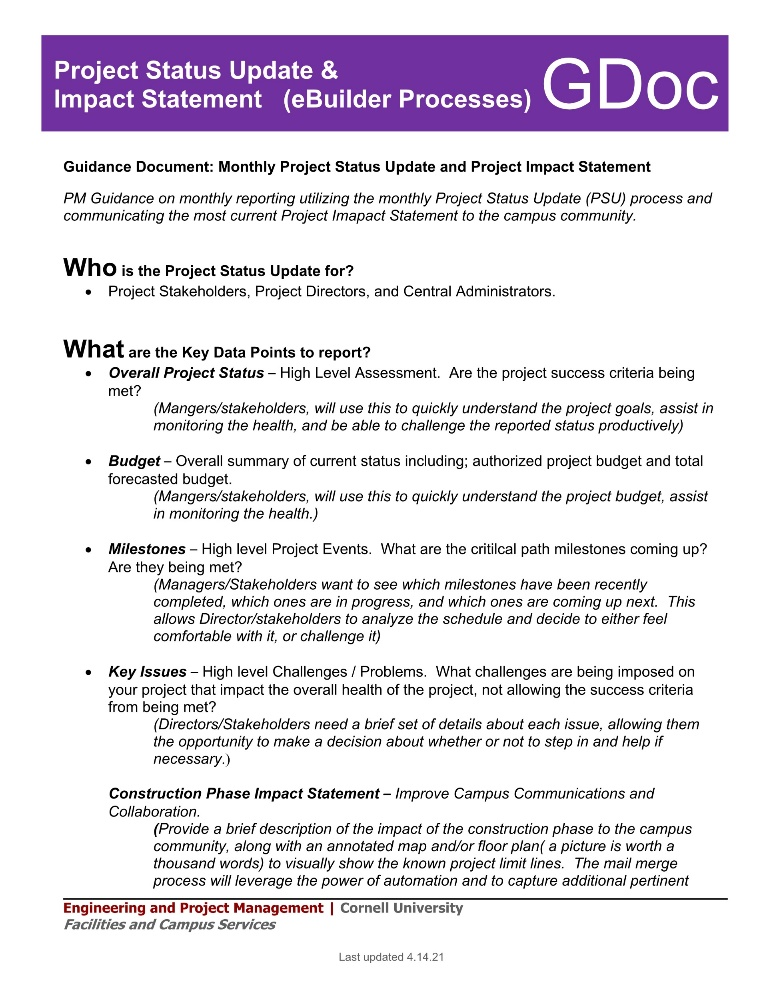 Project Status Update &
Impact Statement (eBuilder Processes) GDoc
Guidance Document: Monthly Project Status Update and Project Impact Statement
PM Guidance on monthly reporting utilizing the monthly Project Status Update (PSU) process and
communicating the most current Project Imapact Statement to the campus community.
Who is the Project Status Update for?
• Project Stakeholders, Project Directors, and Central Administrators.
What are the Key Data Points to report?
• Overall Project Status – High Level Assessment. Are the project success criteria being
met?
(Mangers/stakeholders, will use this to quickly understand the project goals, assist in
monitoring the health, and be able to challenge the reported status productively)
• Budget – Overall summary of current status including; authorized project budget and total
forecasted budget.
(Mangers/stakeholders, will use this to quickly understand the project budget, assist
in monitoring the health.)
• Milestones – High level Project Events. What are the critilcal path milestones coming up?
Are they being met?
(Managers/Stakeholders want to see which milestones have been recently
completed, which ones are in progress, and which ones are coming up next. This
allows Director/stakeholders to analyze the schedule and decide to either feel
comfortable with it, or challenge it)
• Key Issues – High level Challenges / Problems. What challenges are being imposed on
your project that impact the overall health of the project, not allowing the success criteria
from being met?
(Directors/Stakeholders need a brief set of details about each issue, allowing them
the opportunity to make a decision about whether or not to step in and help if
necessary.)
Construction Phase Impact Statement – Improve Campus Communications and
Collaboration.
(Provide a brief description of the impact of the construction phase to the campus
community, along with an annotated map and/or floor plan( a picture is worth a
thousand words) to visually show the known project limit lines. The mail merge
process will leverage the power of automation and to capture additional pertinent
Engineering and Project Management | Cornell University
Facilities and Campus Services
Last updated 4.14.21